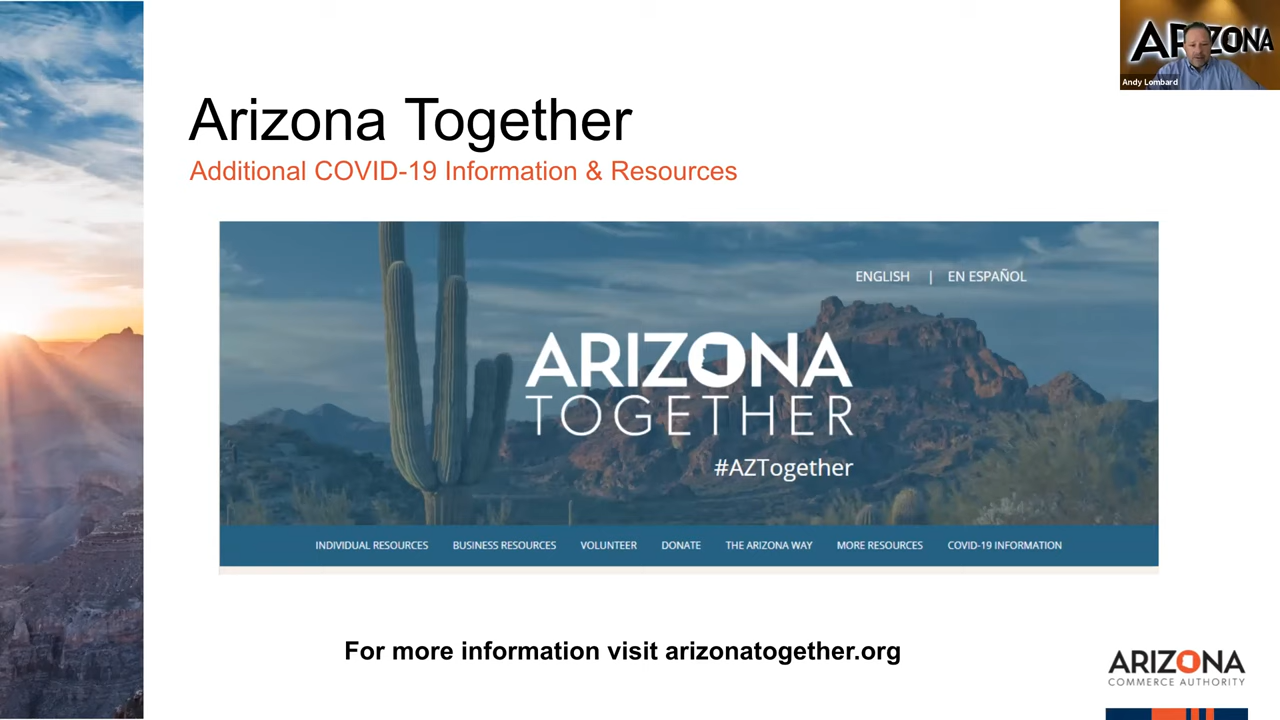 ARIZONA
Andy Lombard
Arizona Together
Additional COVID-19 Information & Resources
ENGLISH | EN ESPAÑOL
ARIZONA
TOGETHER
#AZTogether
INDIVIDUAL RESOURCES BUSINESS RESOURCES VOLUNTEER DONATE THE ARIZONA WAY MORE RESOURCES COVID-19 INFORMATION
For more information visit arizonatogether.org
ARIZONA
COMMERCE AUTHORITY